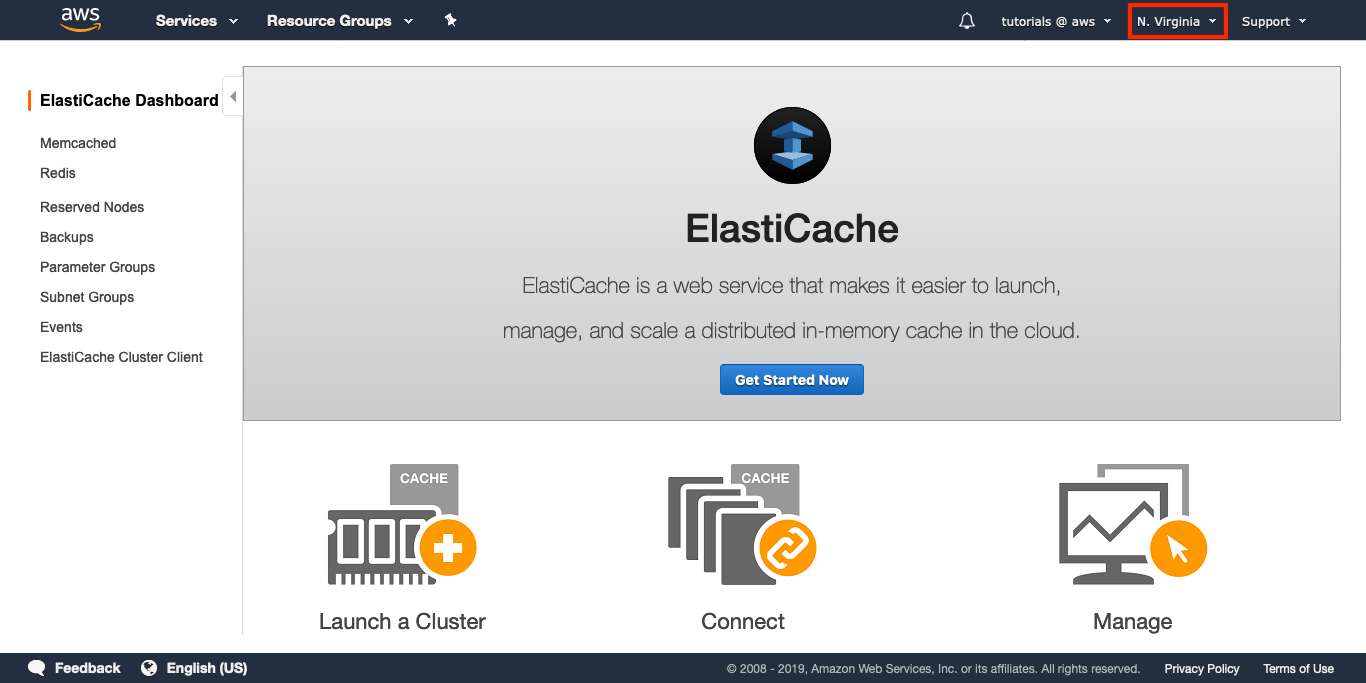 aws Services Resource Groups tutorials @ aws N. Virginia Support
ElastiCache Dashboard
Memcached
Redis
Reserved Nodes
Backups
Parameter Groups
Subnet Groups
Events
ElastiCache Cluster Client
ElastiCache
ElastiCache is a web service that makes it easier to launch,
manage, and scale a distributed in-memory cache in the cloud.
Get Started Now
CACHE CACHE
Launch a Cluster Connect Manage
Feedback English (US) © 2008 - 2019, Amazon Web Services, Inc. or its affiliates. All rights reserved. Privacy Policy Terms of Use